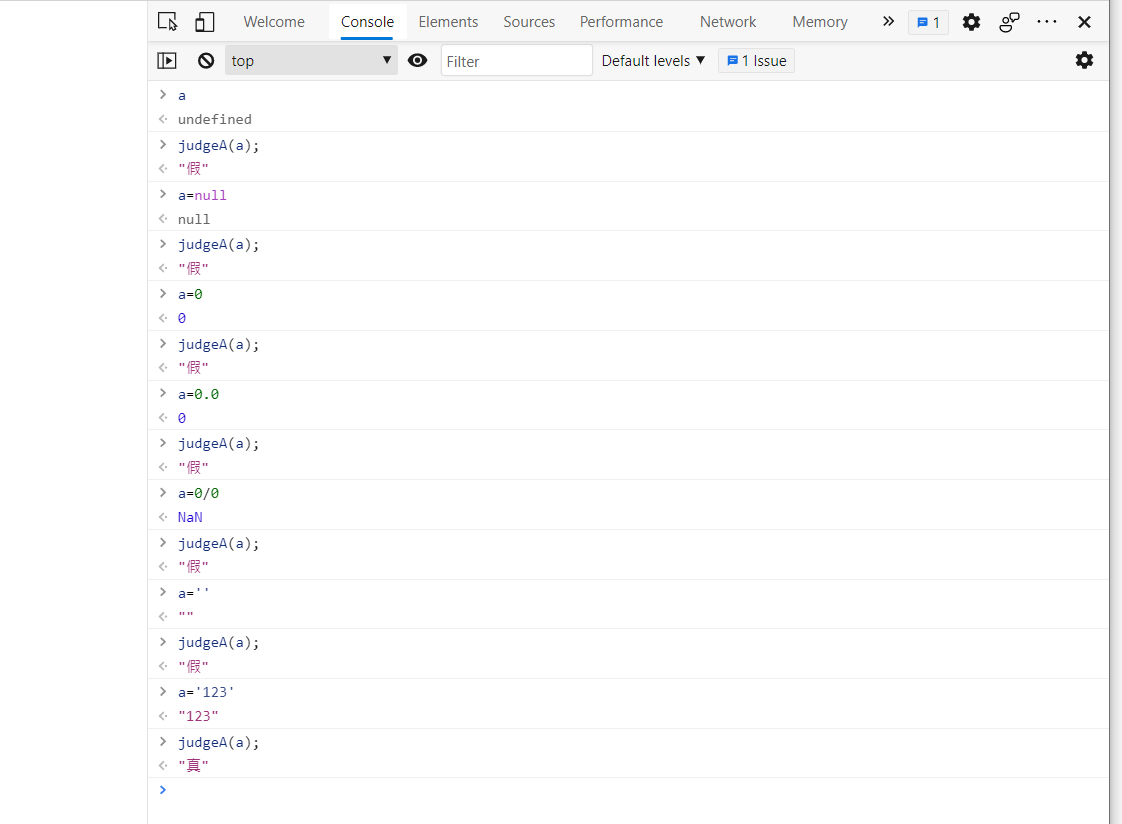 Welcome Console Elements Sources Performance Network Memory 1
top Filter Default levels 1 Issue
a
undefined
judgeA(a);
"假"
a=null
null
judgeA(a);
"假"
a=0
0
judgeA(a);
"假"
a=0.0
0
judgeA(a);
"假"
a=0/0
NaN
judgeA(a);
"假"
a=''
""
judgeA(a);
"假"
a='123'
"123"
judgeA(a);
"真"